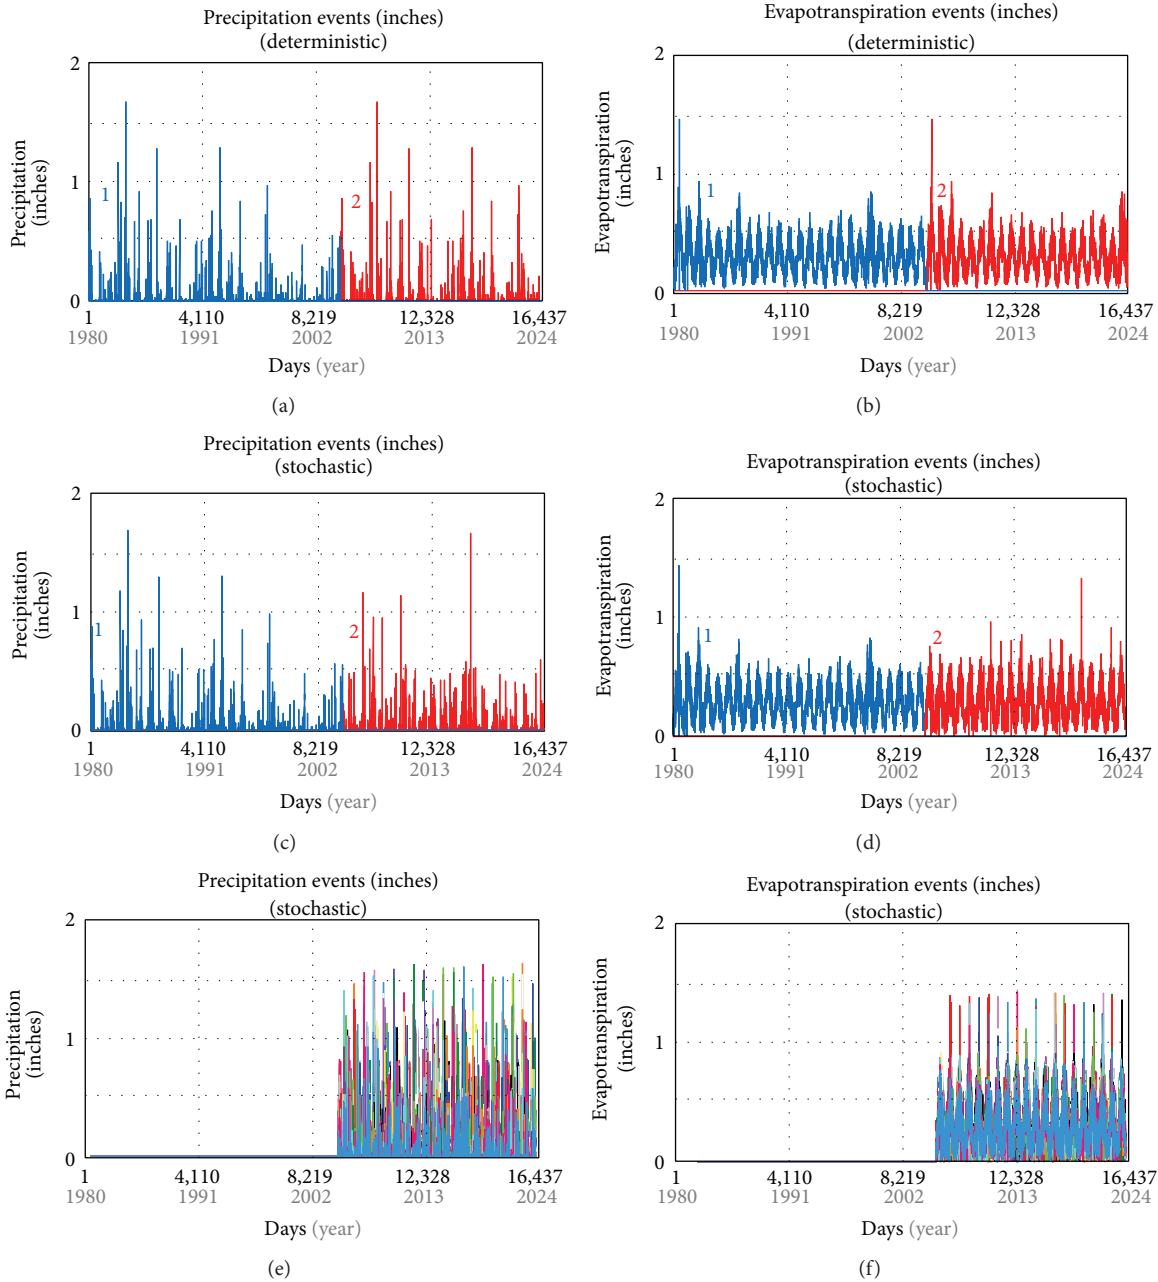 Precipitation events (inches)
(deterministic)
Precipitation
(inches)
2
1
0
1
2
1 4,110 8,219 12,328 16,437
1980 1991 2002 2013 2024
Days (year)
(a)
Evapotranspiration events (inches)
(deterministic)
Evapotranspiration
(inches)
2
1
0
1
2
1 4,110 8,219 12,328 16,437
1980 1991 2002 2013 2024
Days (year)
(b)
Precipitation events (inches)
(stochastic)
Precipitation
(inches)
2
1
0
1
2
1 4,110 8,219 12,328 16,437
1980 1991 2002 2013 2024
Days (year)
(c)
Evapotranspiration events (inches)
(stochastic)
Evapotranspiration
(inches)
2
1
0
1
2
1 4,110 8,219 12,328 16,437
1980 1991 2002 2013 2024
Days (year)
(d)
Precipitation events (inches)
(stochastic)
Precipitation
(inches)
2
1
0
1 4,110 8,219 12,328 16,437
1980 1991 2002 2013 2024
Days (year)
(e)
Evapotranspiration events (inches)
(stochastic)
Evapotranspiration
(inches)
2
1
0
1 4,110 8,219 12,328 16,437
1980 1991 2002 2013 2024
Days (year)
(f)